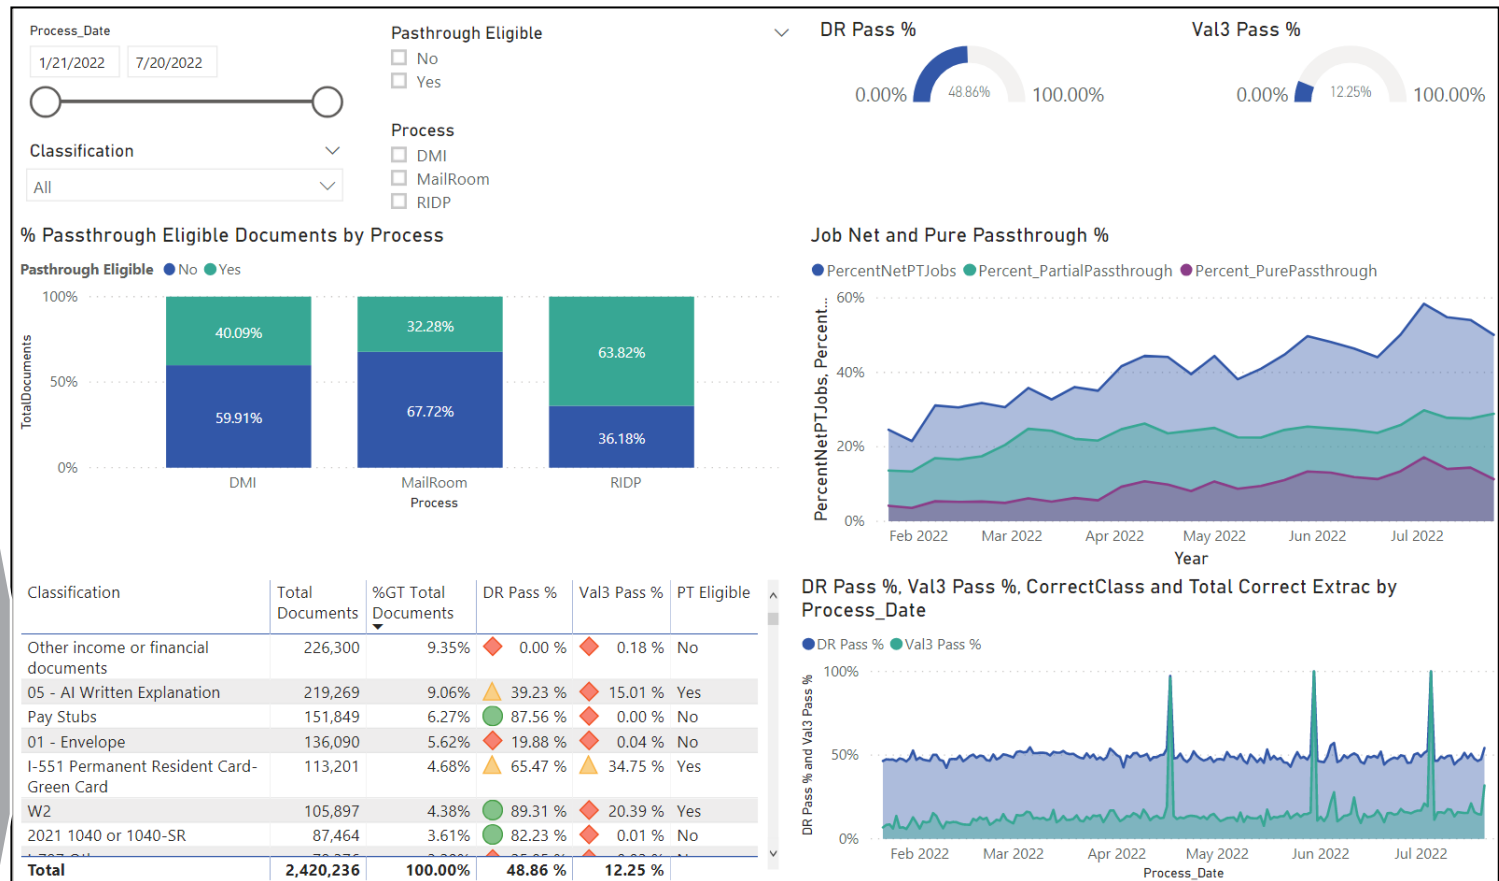 Process_Date
1/21/2022 7/20/2022
Classification
All
Pasthrough Eligible
No
Yes
Process
DMI
MailRoom
RIDP
DR Pass %
0.00% 48.86% 100.00%
Val3 Pass %
0.00% 12.25% 100.00%
% Passthrough Eligible Documents by Process
Pasthrough Eligible No Yes
TotalDocuments
100%
50%
0%
40.09%
59.91%
32.28%
67.72%
63.82%
36.18%
DMI MailRoom RIDP
Process
Job Net and Pure Passthrough %
PercentNetPTJobs Percent_PartialPassthrough Percent_PurePassthrough
PercentNetPTJobs, Percent...
60%
40%
20%
0%
Feb 2022 Mar 2022 Apr 2022 May 2022 Jun 2022 Jul 2022
Year
Classification Total Documents %GT Total Documents DR Pass % Val3 Pass % PT Eligible
Other income or financial documents 226,300 9.35% 0.00 % 0.18 % No
05 - AI Written Explanation 219,269 9.06% 39.23 % 15.01 % Yes
Pay Stubs 151,849 6.27% 87.56 % 0.00 % No
01 - Envelope 136,090 5.62% 19.88 % 0.04 % No
I-551 Permanent Resident Card-Green Card 113,201 4.68% 65.47 % 34.75 % Yes
W2 105,897 4.38% 89.31 % 20.39 % Yes
2021 1040 or 1040-SR 87,464 3.61% 82.23 % 0.01 % No
Total 2,420,236 100.00% 48.86 % 12.25 %
DR Pass %, Val3 Pass %, CorrectClass and Total Correct Extrac by
Process_Date
DR Pass % Val3 Pass %
DR Pass % and Val3 Pass %
100%
50%
0%
Feb 2022 Mar 2022 Apr 2022 May 2022 Jun 2022 Jul 2022
Process_Date